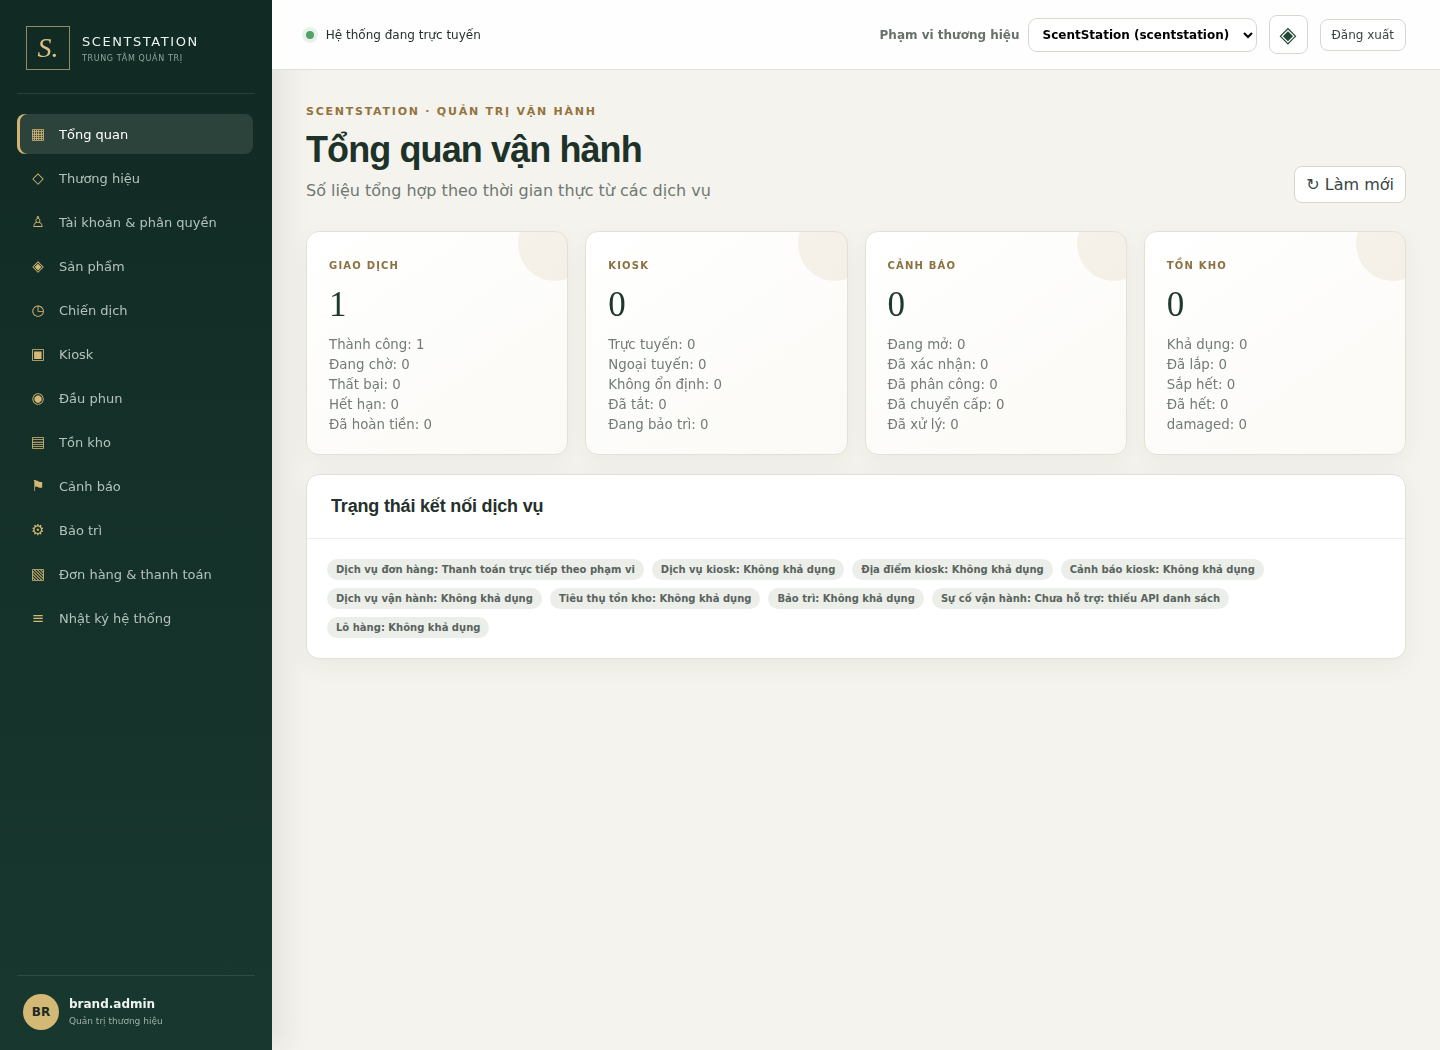 S.
SCENTSTATION
TRUNG TÂM QUẢN TRỊ
Tổng quan
Thương hiệu
Tài khoản & phân quyền
Sản phẩm
Chiến dịch
Kiosk
Đầu phun
Tồn kho
Cảnh báo
Bảo trì
Đơn hàng & thanh toán
Nhật ký hệ thống
BR
brand.admin
Quản trị thương hiệu
Hệ thống đang trực tuyến
Phạm vi thương hiệu
ScentStation (scentstation)
Đăng xuất
SCENTSTATION · QUẢN TRỊ VẬN HÀNH
Tổng quan vận hành
Số liệu tổng hợp theo thời gian thực từ các dịch vụ
↻ Làm mới
GIAO DỊCH
1
Thành công: 1
Đang chờ: 0
Thất bại: 0
Hết hạn: 0
Đã hoàn tiền: 0
KIOSK
0
Trực tuyến: 0
Ngoại tuyến: 0
Không ổn định: 0
Đã tắt: 0
Đang bảo trì: 0
CẢNH BÁO
0
Đang mở: 0
Đã xác nhận: 0
Đã phân công: 0
Đã chuyển cấp: 0
Đã xử lý: 0
TỒN KHO
0
Khả dụng: 0
Đã lắp: 0
Sắp hết: 0
Đã hết: 0
damaged: 0
Trạng thái kết nối dịch vụ
Dịch vụ đơn hàng: Thanh toán trực tiếp theo phạm vi
Dịch vụ kiosk: Không khả dụng
Địa điểm kiosk: Không khả dụng
Cảnh báo kiosk: Không khả dụng
Dịch vụ vận hành: Không khả dụng
Tiêu thụ tồn kho: Không khả dụng
Bảo trì: Không khả dụng
Sự cố vận hành: Chưa hỗ trợ: thiếu API danh sách
Lô hàng: Không khả dụng